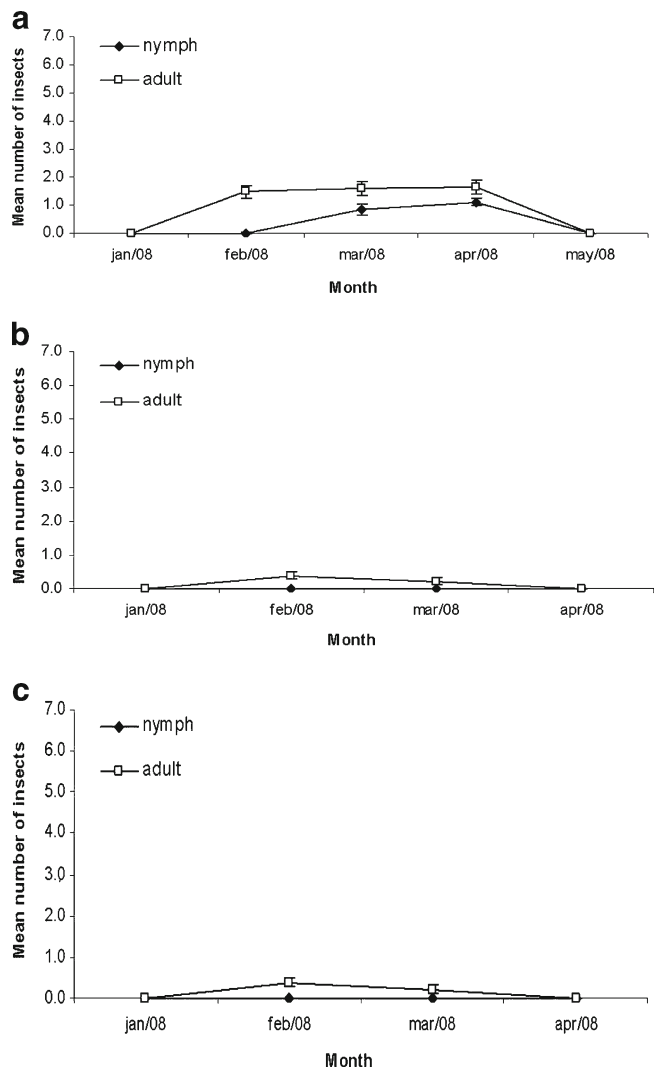 a
7.0
6.0
5.0
4.0
3.0
2.0
1.0
0.0
Mean number of insects
nymph
adult
jan/08 feb/08 mar/08 apr/08 may/08
Month
b
7.0
6.0
5.0
4.0
3.0
2.0
1.0
0.0
Mean number of insects
nymph
adult
jan/08 feb/08 mar/08 apr/08
Month
c
7.0
6.0
5.0
4.0
3.0
2.0
1.0
0.0
Mean number of insects
nymph
adult
jan/08 feb/08 mar/08 apr/08
Month